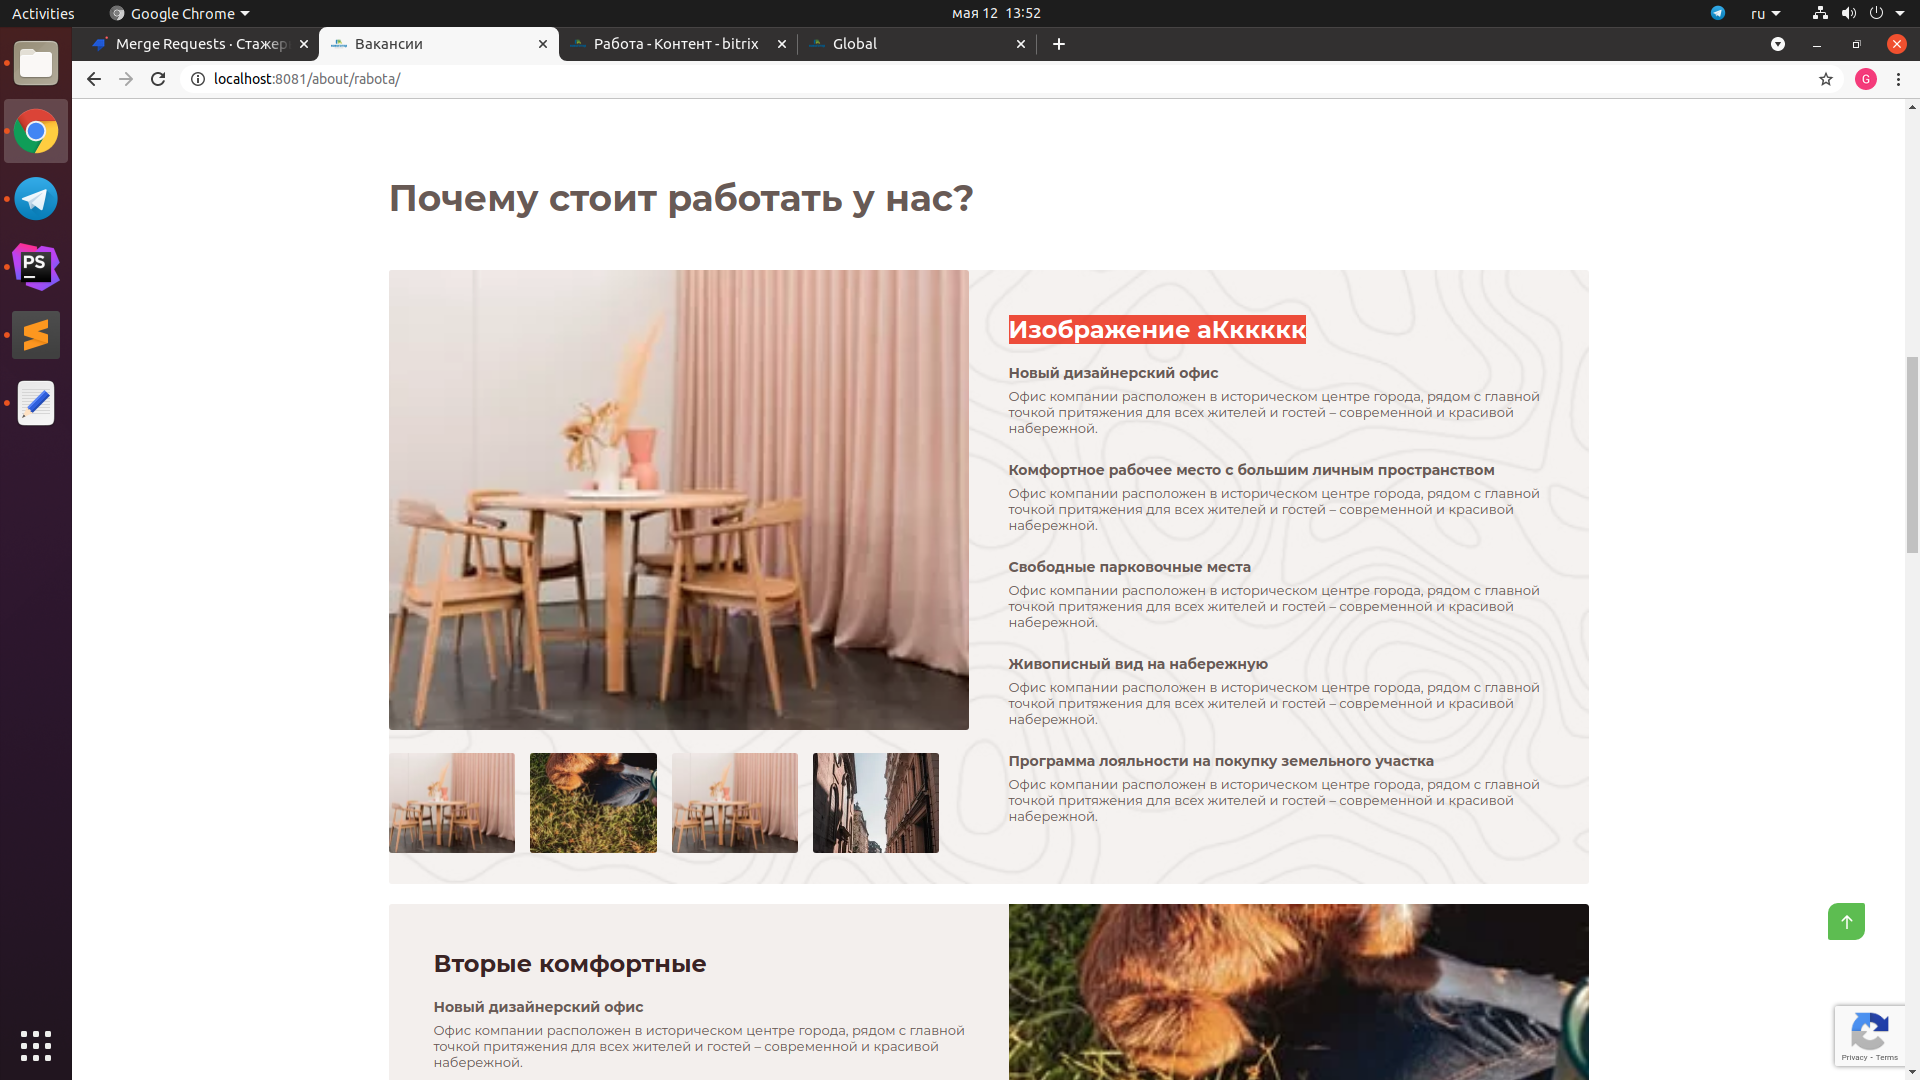 Activities
Google Chrome
мая 12 13:52
ru
Merge Requests · Стажер
Вакансии
Работа - Контент - bitrix
Global
localhost:8081/about/rabota/
G
PS
Почему стоит работать у нас?
Изображение аКккккк
Новый дизайнерский офис
Офис компании расположен в историческом центре города, рядом с главной
точкой притяжения для всех жителей и гостей – современной и красивой
набережной.
Комфортное рабочее место с большим личным пространством
Офис компании расположен в историческом центре города, рядом с главной
точкой притяжения для всех жителей и гостей – современной и красивой
набережной.
Свободные парковочные места
Офис компании расположен в историческом центре города, рядом с главной
точкой притяжения для всех жителей и гостей – современной и красивой
набережной.
Живописный вид на набережную
Офис компании расположен в историческом центре города, рядом с главной
точкой притяжения для всех жителей и гостей – современной и красивой
набережной.
Программа лояльности на покупку земельного участка
Офис компании расположен в историческом центре города, рядом с главной
точкой притяжения для всех жителей и гостей – современной и красивой
набережной.
Вторые комфортные
Новый дизайнерский офис
Офис компании расположен в историческом центре города, рядом с главной
точкой притяжения для всех жителей и гостей – современной и красивой
набережной.
Privacy - Terms